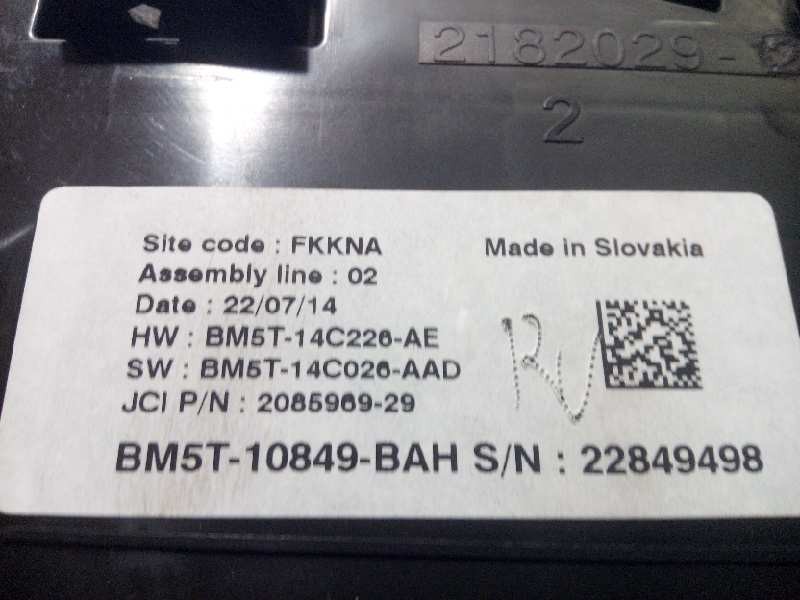 2182029-
2
Site code : FKKNA
Made in Slovakia
Assembly line : 02
Date : 22/07/14
HW : BM5T-14C226-AE
SW : BM5T-14C026-AAD
JCI P/N : 2085969-29
BM5T-10849-BAH S/N : 22849498